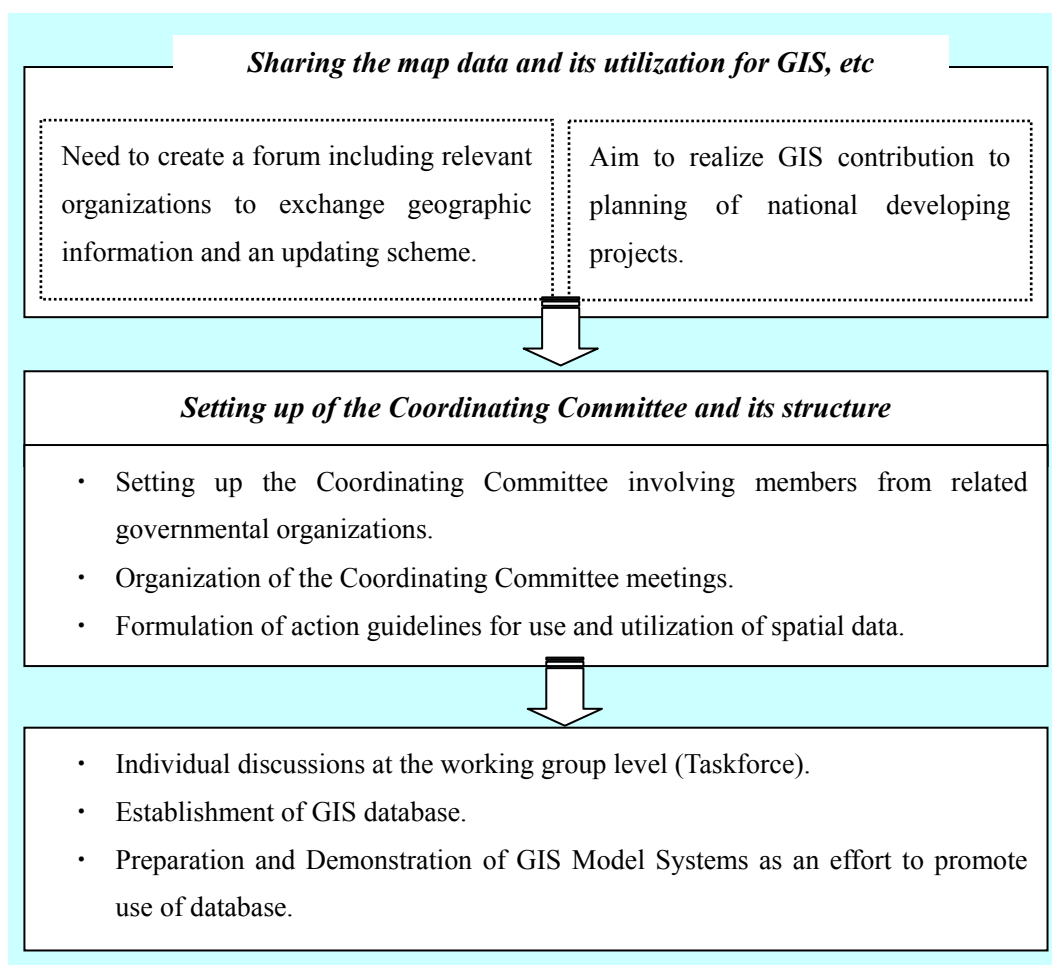 Sharing the map data and its utilization for GIS, etc
Need to create a forum including relevant
organizations to exchange geographic
information and an updating scheme.
Aim to realize GIS contribution to
planning of national developing
projects.
Setting up of the Coordinating Committee and its structure
・ Setting up the Coordinating Committee involving members from related
governmental organizations.
・ Organization of the Coordinating Committee meetings.
・ Formulation of action guidelines for use and utilization of spatial data.
・ Individual discussions at the working group level (Taskforce).
・ Establishment of GIS database.
・ Preparation and Demonstration of GIS Model Systems as an effort to promote
use of database.